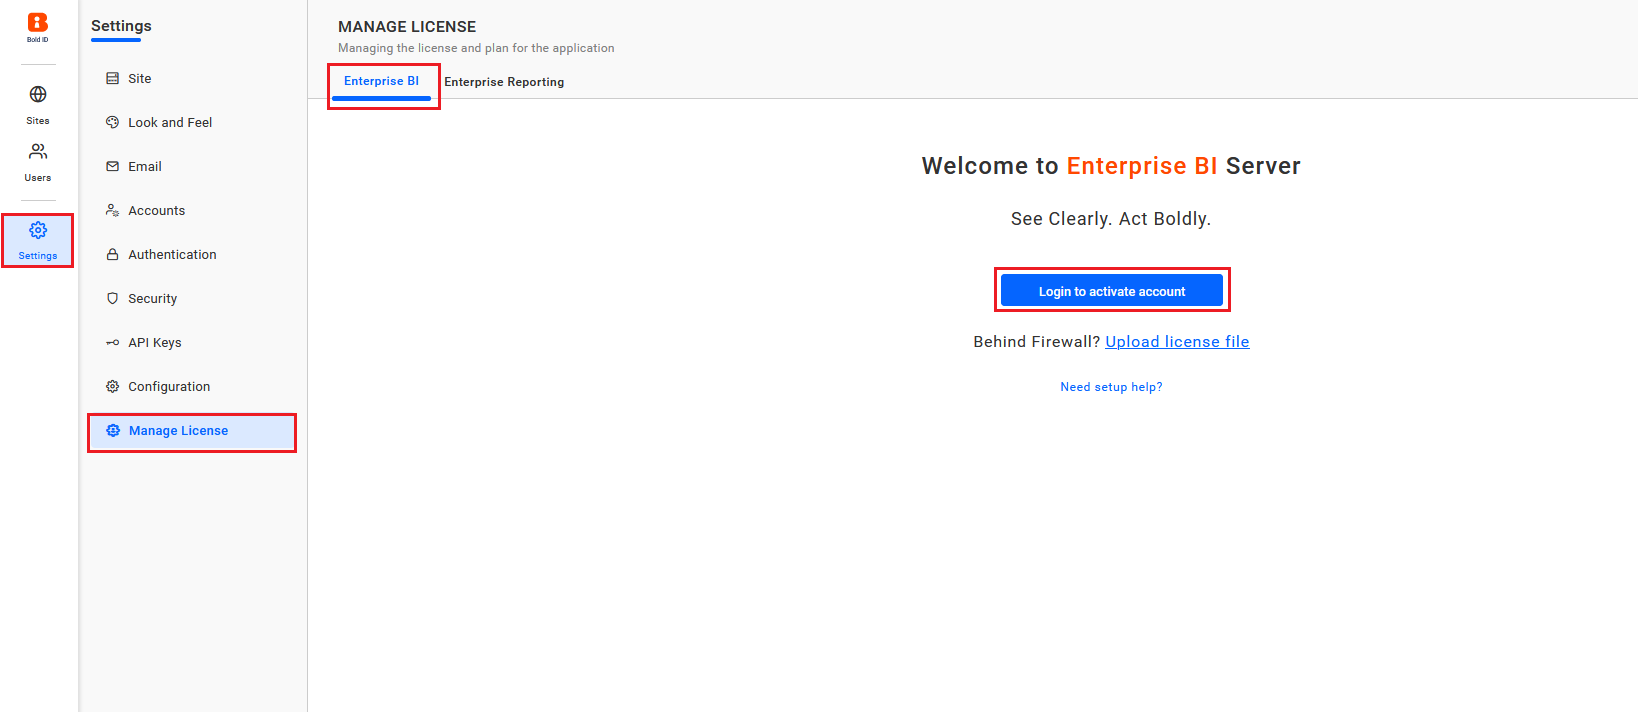 Bold ID
Sites
Users
Settings
Settings
Site
Look and Feel
Email
Accounts
Authentication
Security
API Keys
Configuration
Manage License
MANAGE LICENSE
Managing the license and plan for the application
Enterprise BI Enterprise Reporting
Welcome to Enterprise BI Server
See Clearly. Act Boldly.
Login to activate account
Behind Firewall? Upload license file
Need setup help?